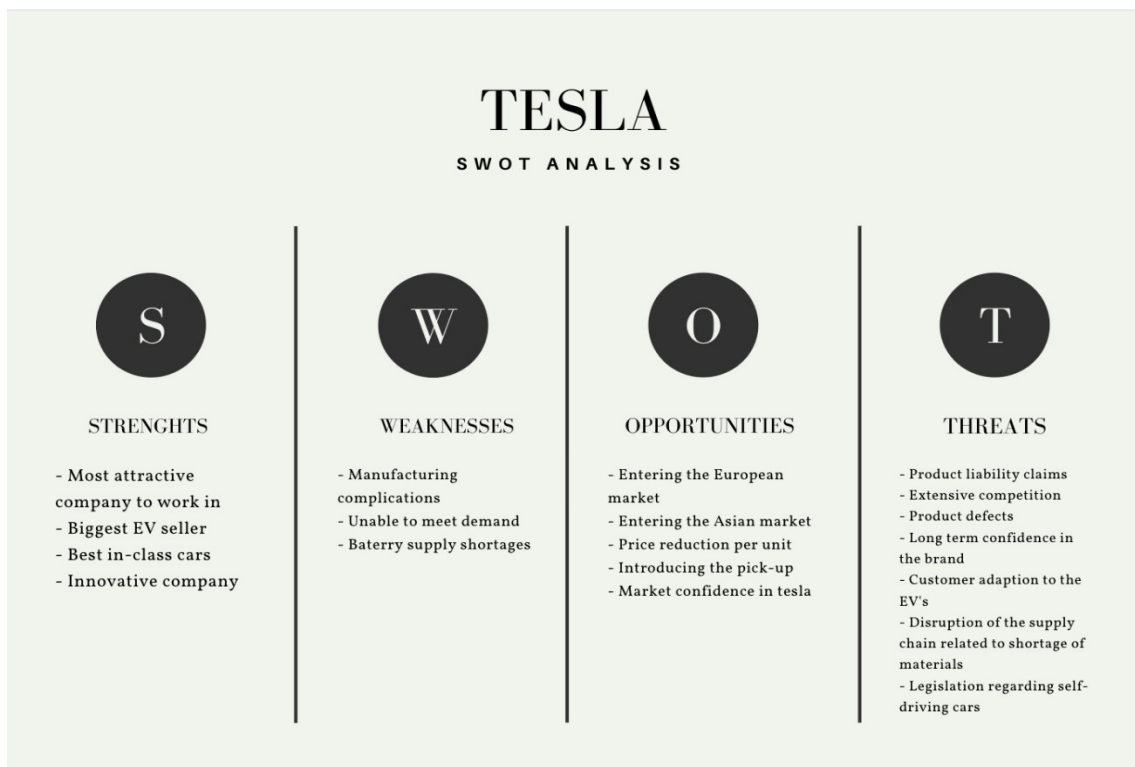 TESLA
SWOT ANALYSIS
S
STRENGHTS
- Most attractive
company to work in
- Biggest EV seller
- Best in-class cars
- Innovative company
W
WEAKNESSES
- Manufacturing
complications
- Unable to meet demand
- Baterry supply shortages
O
OPPORTUNITIES
- Entering the European
market
- Entering the Asian market
- Price reduction per unit
- Introducing the pick-up
- Market confidence in tesla
T
THREATS
- Product liability claims
- Extensive competition
- Product defects
- Long term confidence in
the brand
- Customer adaption to the
EV's
- Disruption of the supply
chain related to shortage of
materials
- Legislation regarding self-
driving cars